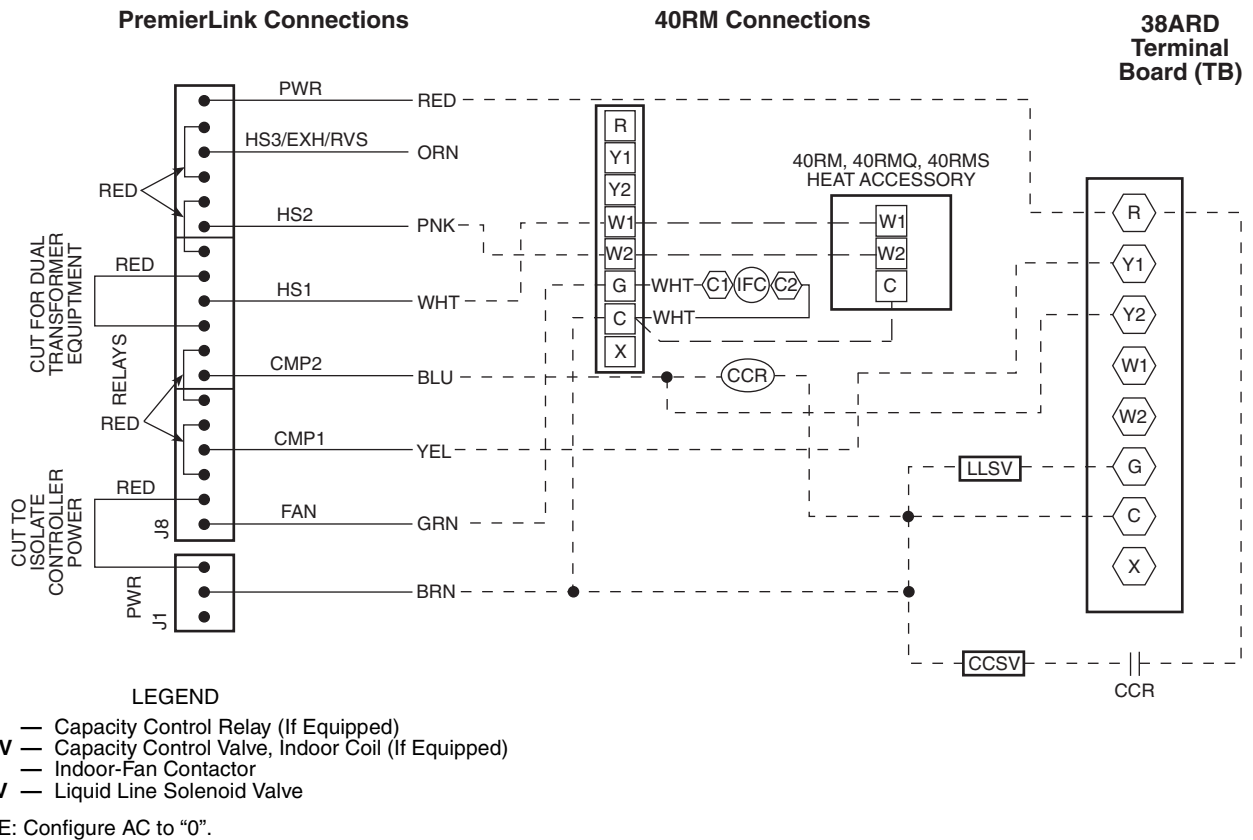 PremierLink Connections
40RM Connections
38ARD
Terminal
Board (TB)
PWR
RED
HS3/EXH/RVS
ORN
RED
HS2
PNK
CUT FOR DUAL
TRANSFORMER
EQUIPTMENT
RED
HS1
WHT
RELAYS
CMP2
BLU
RED
CMP1
YEL
CUT TO
ISOLATE
CONTROLLER
POWER
RED
FAN
GRN
J8
BRN
PWR
J1
R
Y1
Y2
W1
W2
G
C
X
WHT
C1
IFC
C2
WHT
CCR
40RM, 40RMQ, 40RMS
HEAT ACCESSORY
W1
W2
C
R
Y1
Y2
W1
W2
G
C
X
LLSV
CCSV
CCR
LEGEND
— Capacity Control Relay (If Equipped)
V — Capacity Control Valve, Indoor Coil (If Equipped)
— Indoor-Fan Contactor
V — Liquid Line Solenoid Valve
E: Configure AC to “0”.